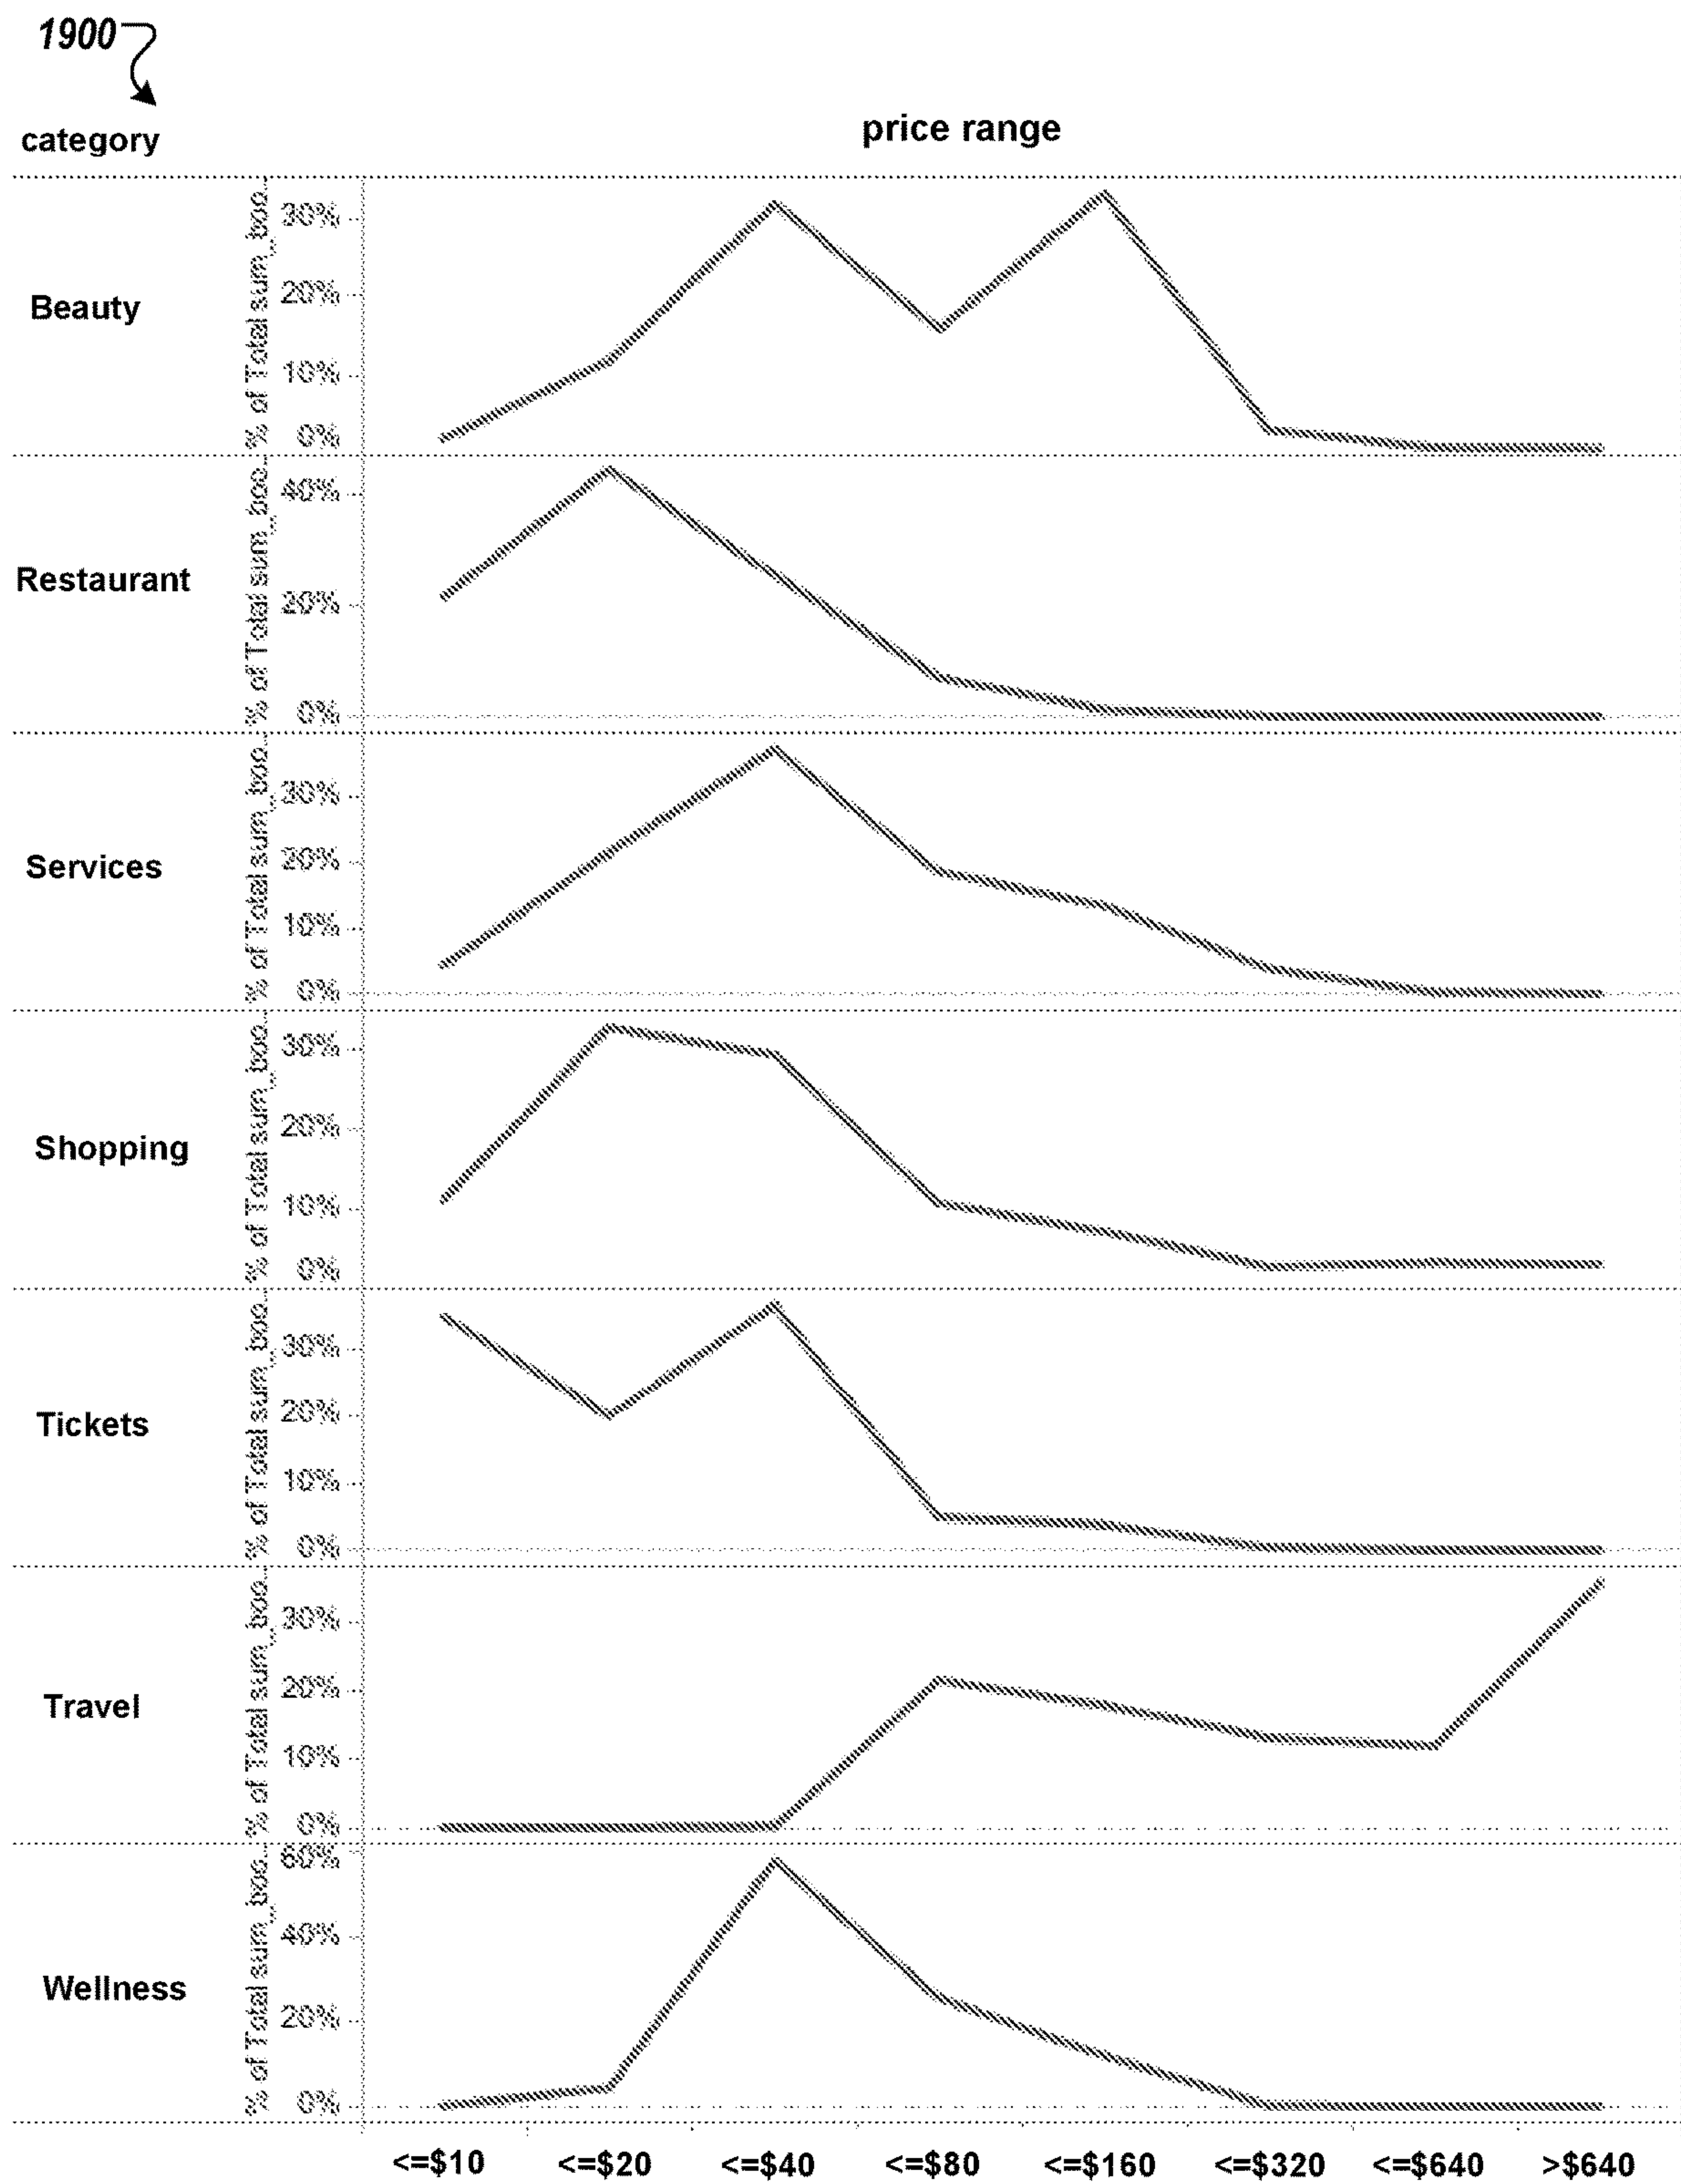 1900
category
price range
Beauty
% of Total sum_boo..
30%
20%
10%
0%
Restaurant
% of Total sum_boo..
40%
20%
0%
Services
% of Total sum_boo..
30%
20%
10%
0%
Shopping
% of Total sum_boo..
30%
20%
10%
0%
Tickets
% of Total sum_boo..
30%
20%
10%
0%
Travel
% of Total sum_boo..
30%
20%
10%
0%
Wellness
% of Total sum_boo..
60%
40%
20%
0%
<=$10 <=$20 <=$40 <=$80 <=$160 <=$320 <=$640 >$640